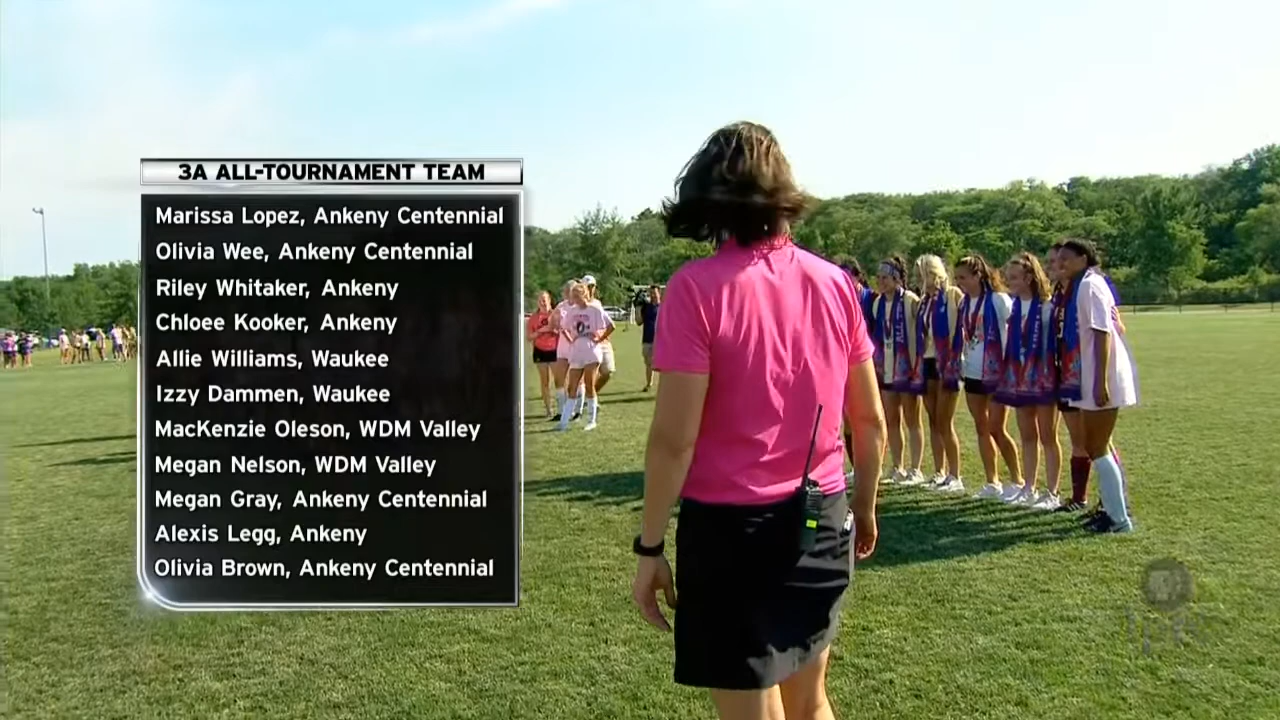 3A ALL-TOURNAMENT TEAM
Marissa Lopez, Ankeny Centennial
Olivia Wee, Ankeny Centennial
Riley Whitaker, Ankeny
Chloee Kooker, Ankeny
Allie Williams, Waukee
Izzy Dammen, Waukee
MacKenzie Oleson, WDM Valley
Megan Nelson, WDM Valley
Megan Gray, Ankeny Centennial
Alexis Legg, Ankeny
Olivia Brown, Ankeny Centennial